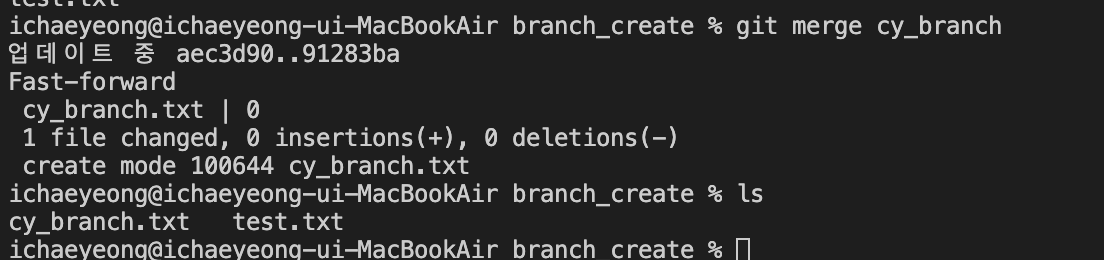 test.txt
ichaeyeong@ichaeyeong-ui-MacBookAir branch_create % git merge cy_branch
업데이트 중 aec3d90..91283ba
Fast-forward
 cy_branch.txt | 0
 1 file changed, 0 insertions(+), 0 deletions(-)
 create mode 100644 cy_branch.txt
ichaeyeong@ichaeyeong-ui-MacBookAir branch_create % ls
cy_branch.txt   test.txt
ichaeyeong@ichaeyeong-ui-MacBookAir branch_create %